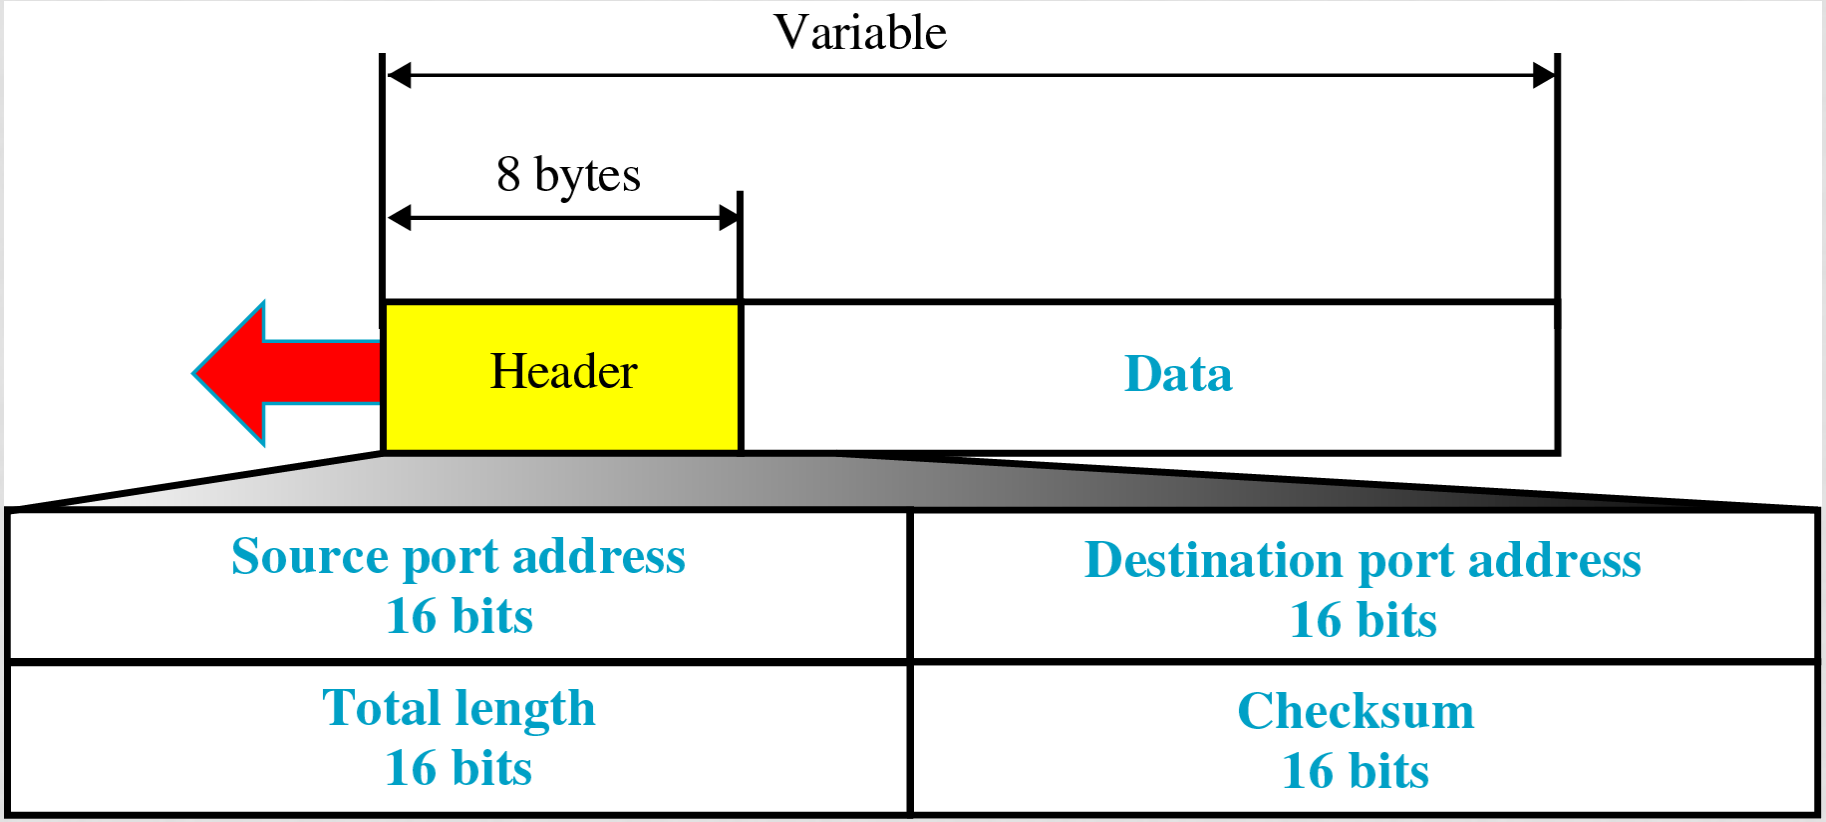 Variable
8 bytes
Header
Data
Source port address
16 bits
Destination port address
16 bits
Total length
16 bits
Checksum
16 bits